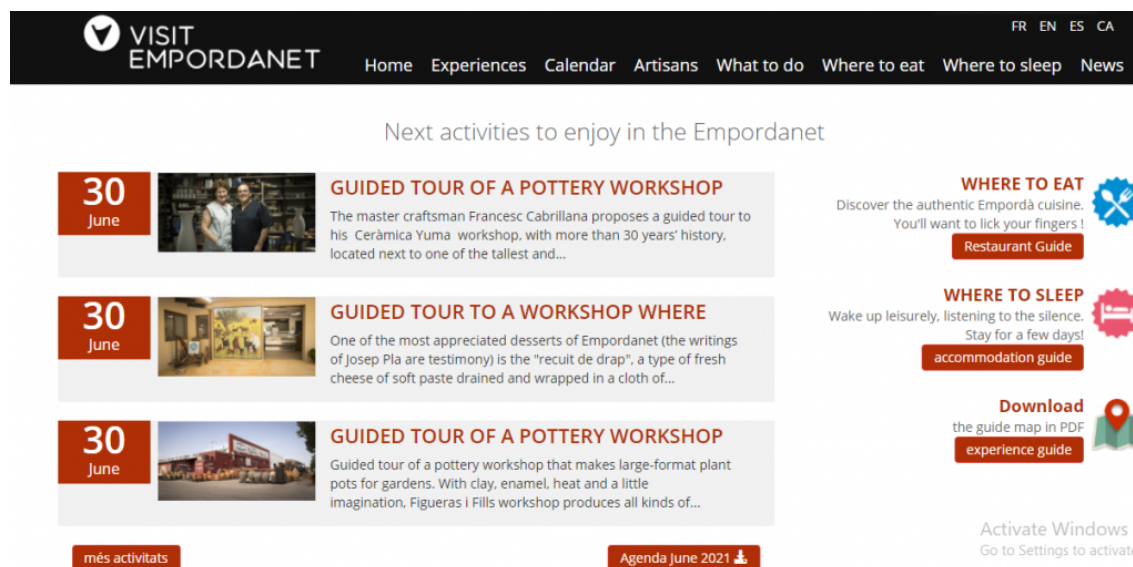 VISIT
EMPORDANET
FR EN ES CA
Home Experiences Calendar Artisans What to do Where to eat Where to sleep News
Next activities to enjoy in the Empordanet
30
June
GUIDED TOUR OF A POTTERY WORKSHOP
The master craftsman Francesc Cabrillana proposes a guided tour to
his Ceràmica Yuma workshop, with more than 30 years' history,
located next to one of the tallest and...
30
June
GUIDED TOUR TO A WORKSHOP WHERE
One of the most appreciated desserts of Empordanet (the writings
of Josep Pla are testimony) is the "recuit de drap", a type of fresh
cheese of soft paste drained and wrapped in a cloth of...
30
June
GUIDED TOUR OF A POTTERY WORKSHOP
Guided tour of a pottery workshop that makes large-format plant
pots for gardens. With clay, enamel, heat and a little
imagination, Figueras i Fills workshop produces all kinds of...
més activitats
Agenda June 2021
WHERE TO EAT
Discover the authentic Empordà cuisine.
You'll want to lick your fingers !
Restaurant Guide
WHERE TO SLEEP
Wake up leisurely, listening to the silence.
Stay for a few days!
accommodation guide
Download
the guide map in PDF
experience guide
Activate Windows
Go to Settings to activate